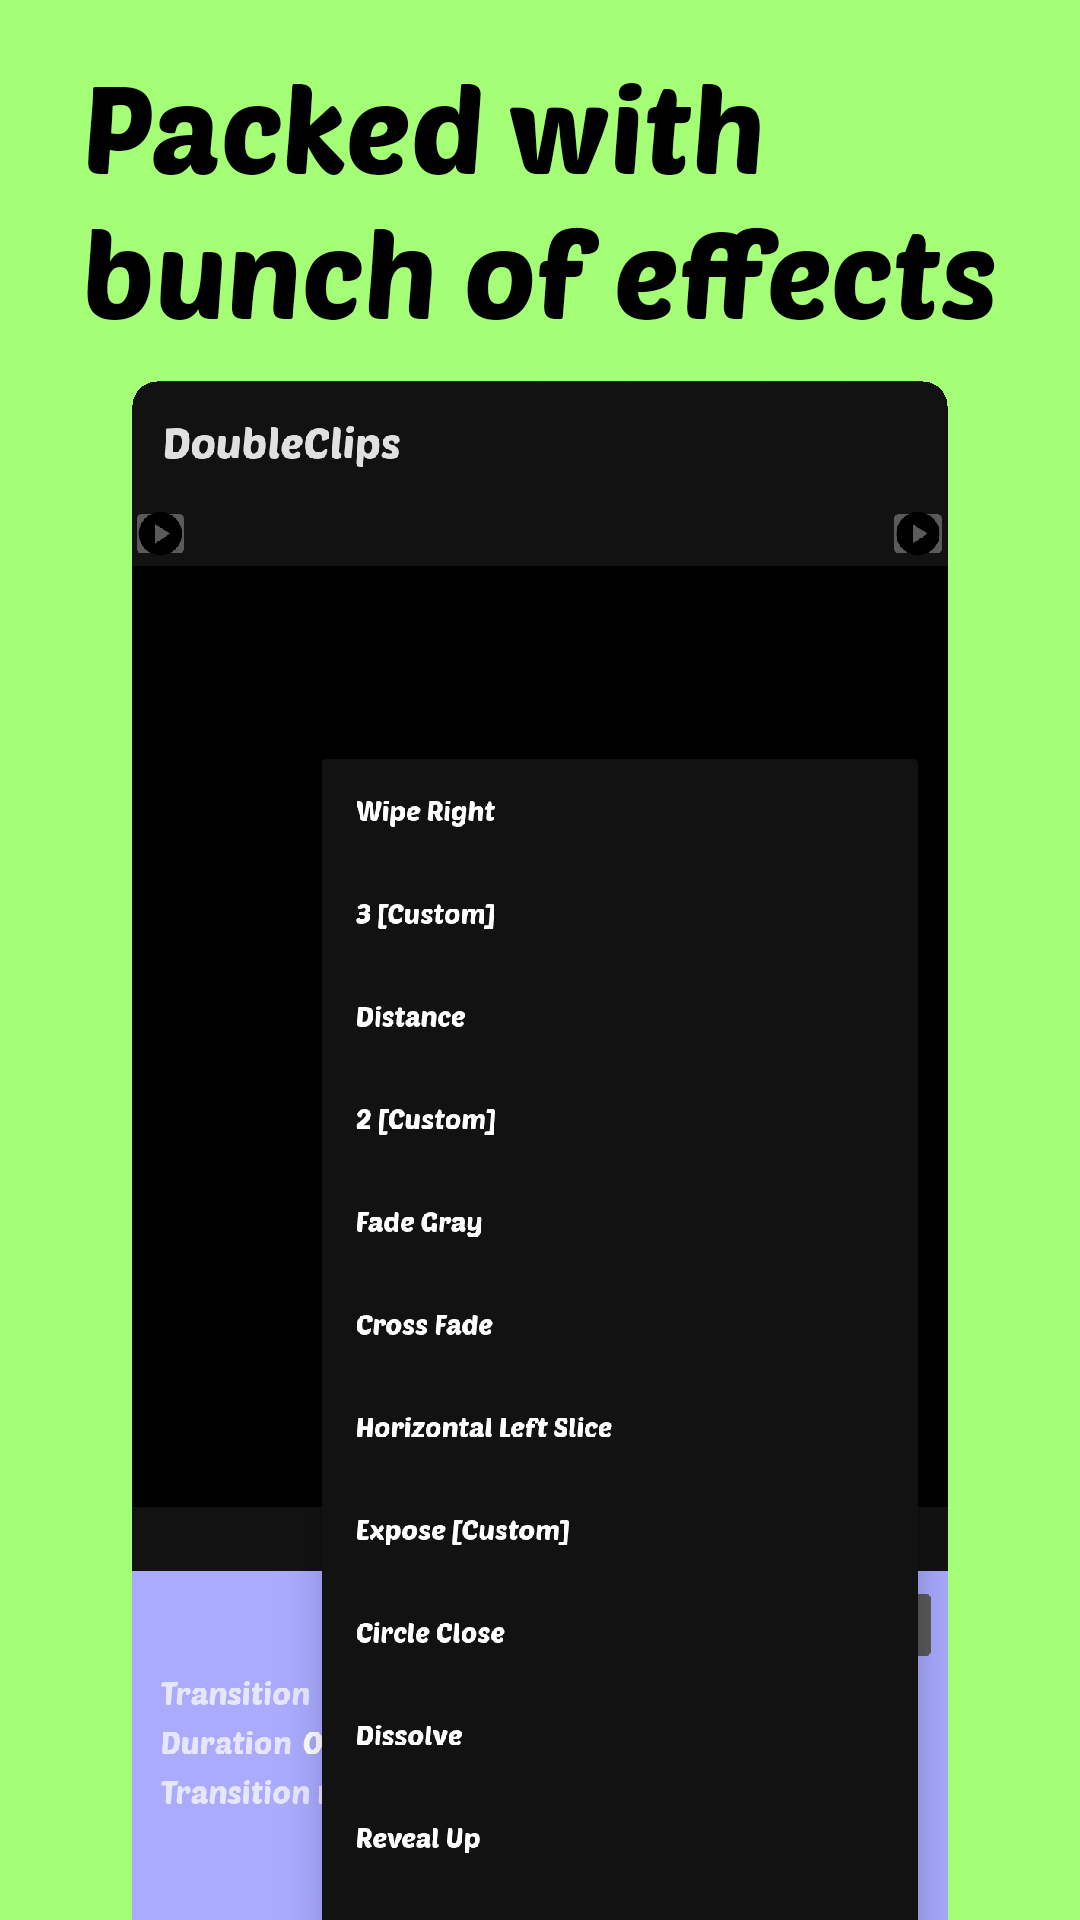 Packed with
bunch of effects
DoubleClips
Wipe Right
3 [Custom]
Distance
2 [Custom]
Fade Gray
Cross Fade
Horizontal Left Slice
Expose [Custom]
Circle Close
Dissolve
Reveal Up
Transition
Duration 0
Transition